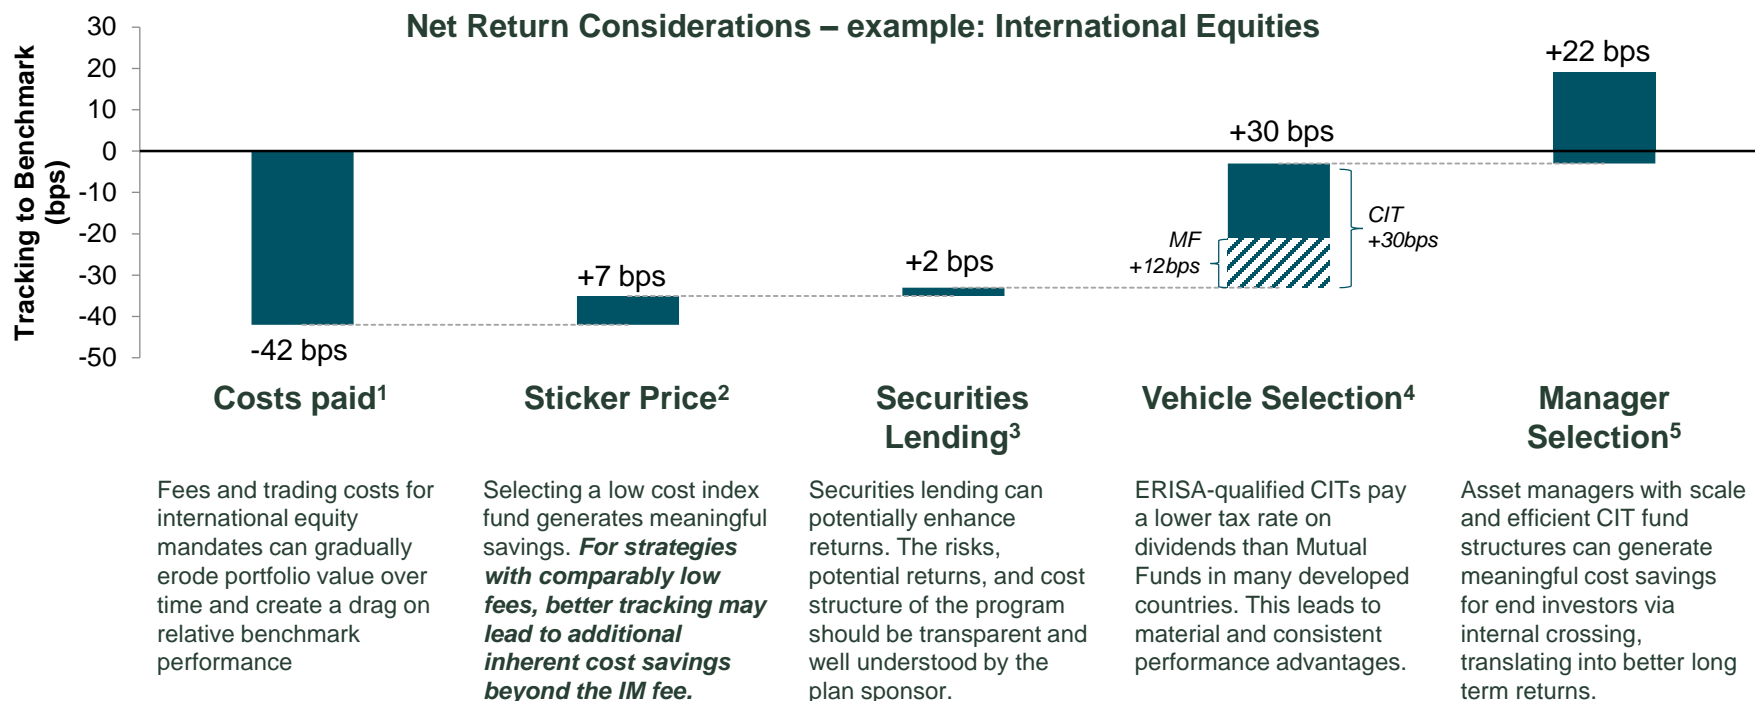 Net Return Considerations – example: International Equities
Tracking to Benchmark
(bps)
30
20
10
0
-10
-20
-30
-40
-50
-42 bps
+7 bps
+2 bps
+30 bps
MF
+12bps
CIT
+30bps
+22 bps
Costs paid1
Fees and trading costs for
international equity
mandates can gradually
erode portfolio value over
time and create a drag on
relative benchmark
performance
Sticker Price2
Selecting a low cost index
fund generates meaningful
savings. For strategies
with comparably low
fees, better tracking may
lead to additional
inherent cost savings
beyond the IM fee.
Securities
Lending3
Securities lending can
potentially enhance
returns. The risks,
potential returns, and cost
structure of the program
should be transparent and
well understood by the
plan sponsor.
Vehicle Selection4
ERISA-qualified CITs pay
a lower tax rate on
dividends than Mutual
Funds in many developed
countries. This leads to
material and consistent
performance advantages.
Manager
Selection5
Asset managers with scale
and efficient CIT fund
structures can generate
meaningful cost savings
for end investors via
internal crossing,
translating into better long
term returns.